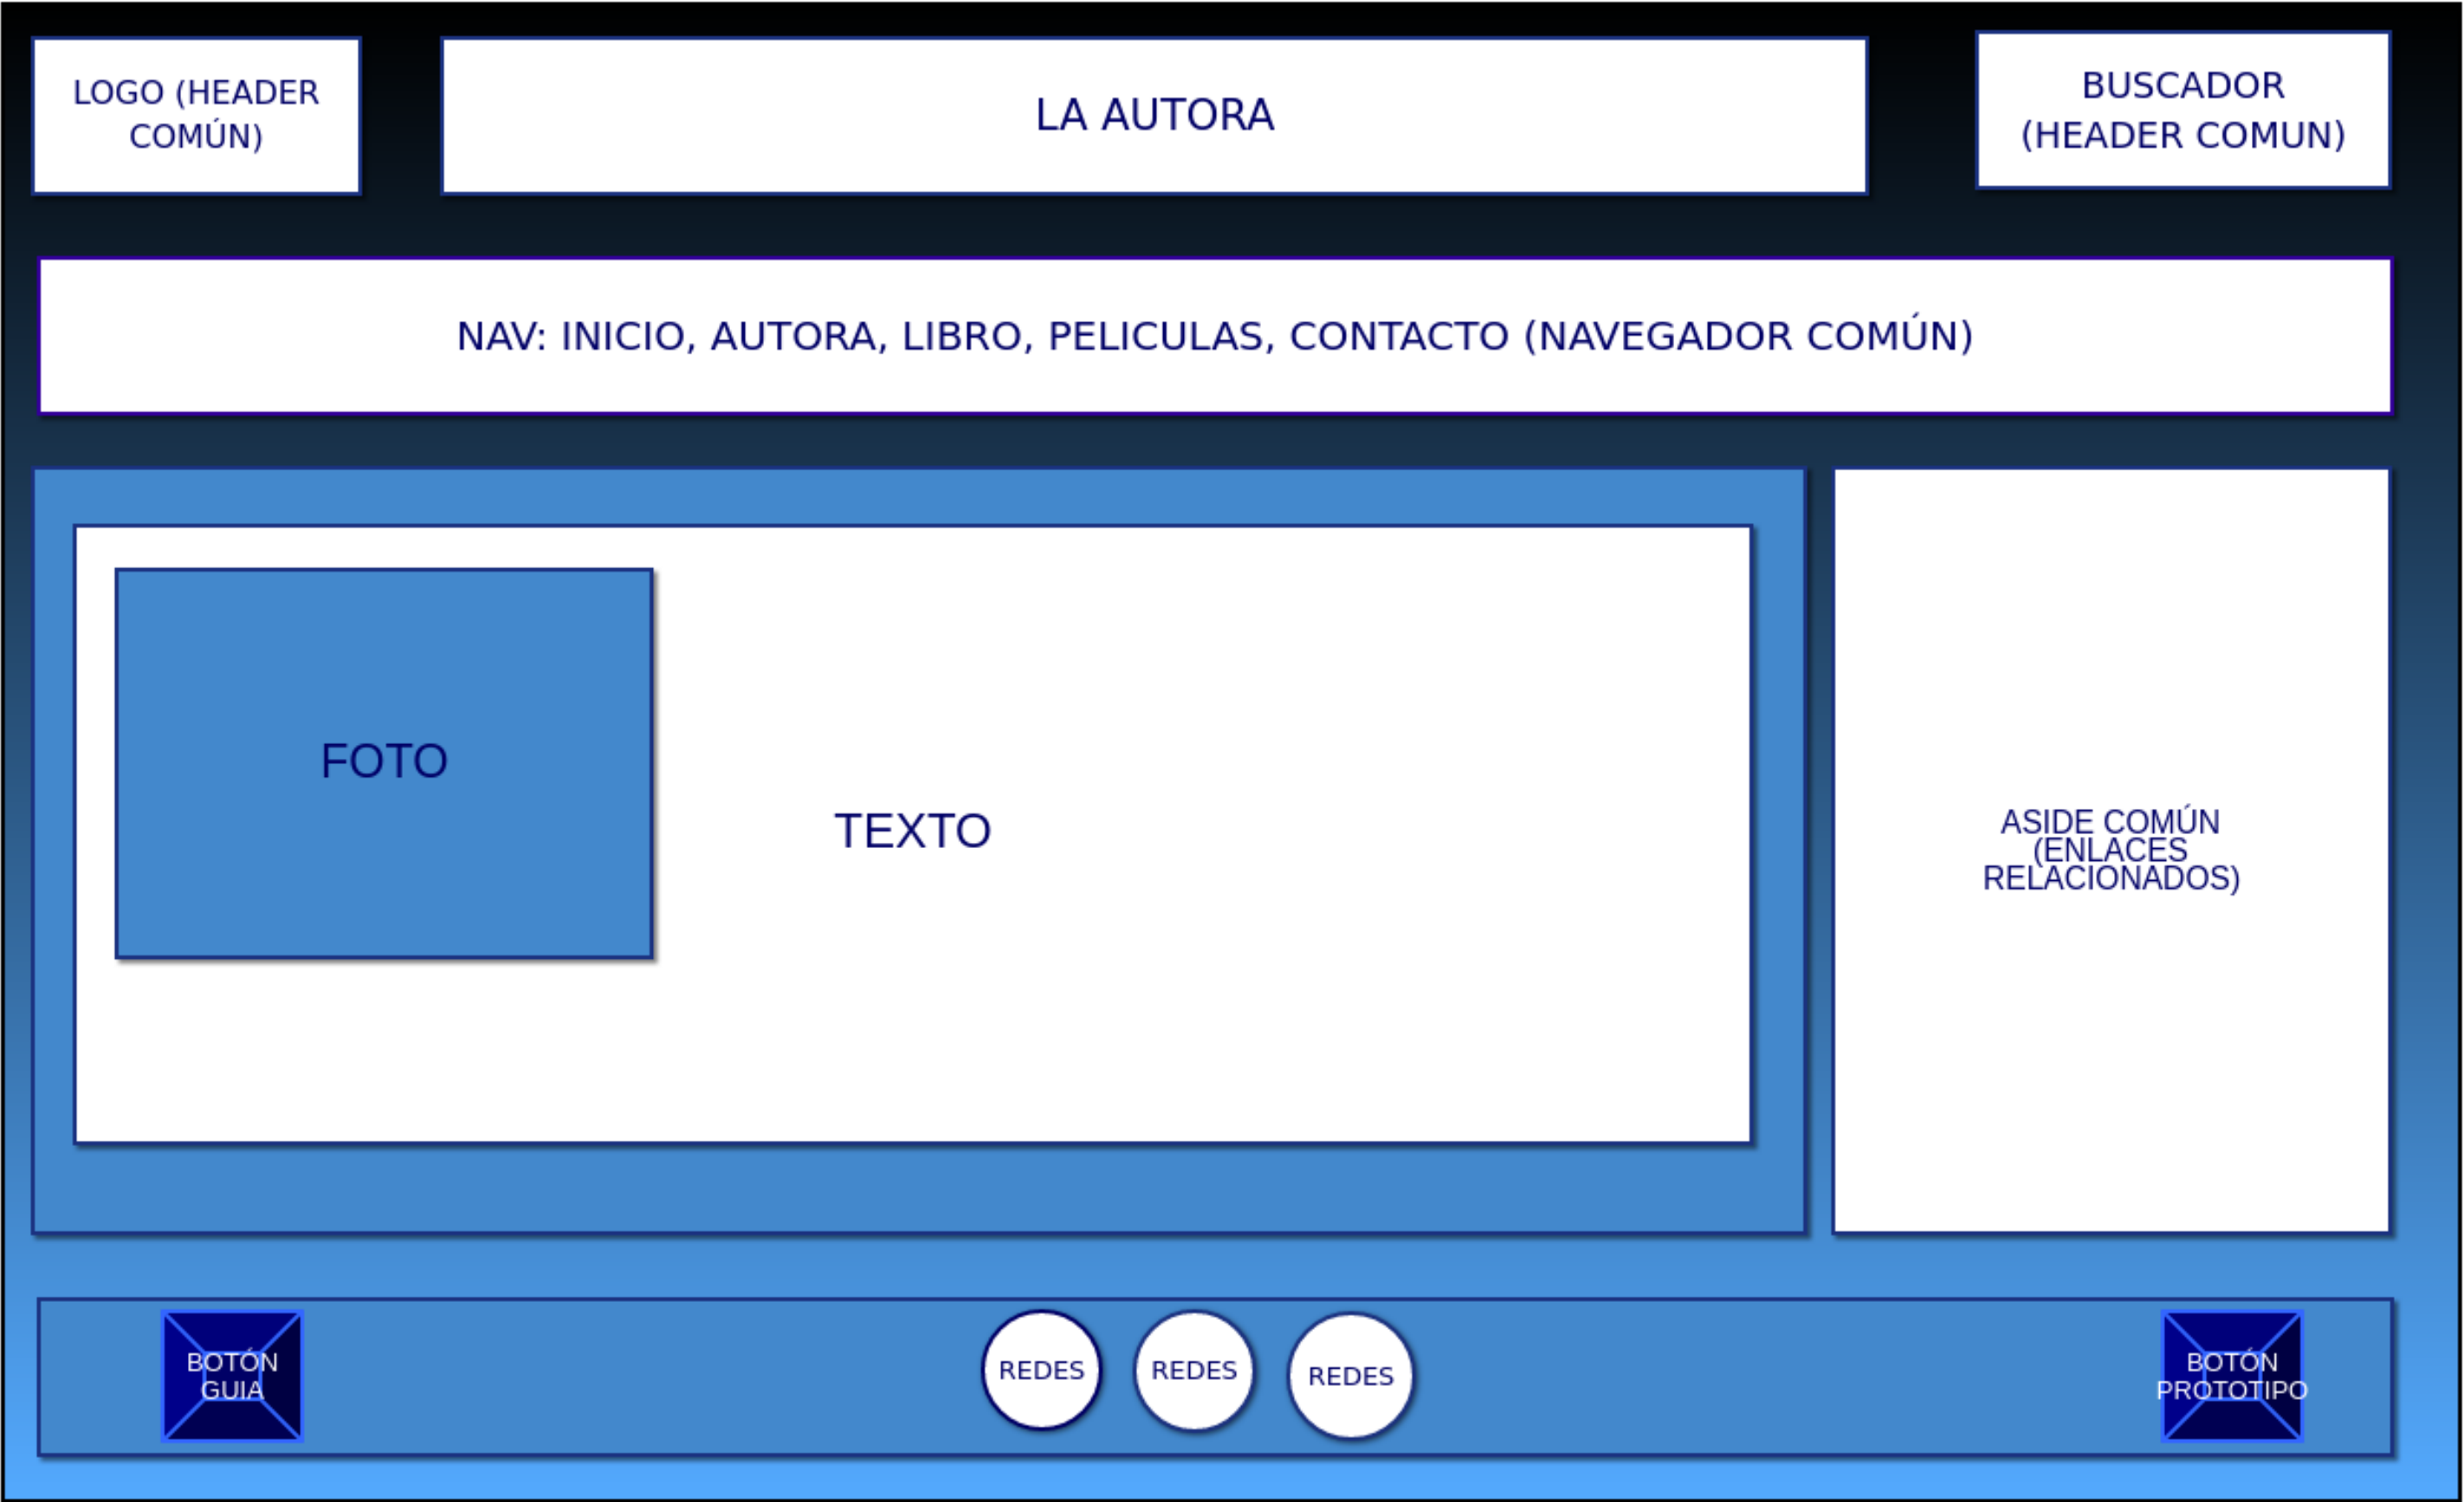 LOGO (HEADER
COMÚN)
LA AUTORA
BUSCADOR
(HEADER COMUN)
NAV: INICIO, AUTORA, LIBRO, PELICULAS, CONTACTO (NAVEGADOR COMÚN)
FOTO
TEXTO
ASIDE COMÚN
(ENLACES
RELACIONADOS)
BOTÓN
GUIA
REDES
REDES
REDES
BOTÓN
PROTOTIPO